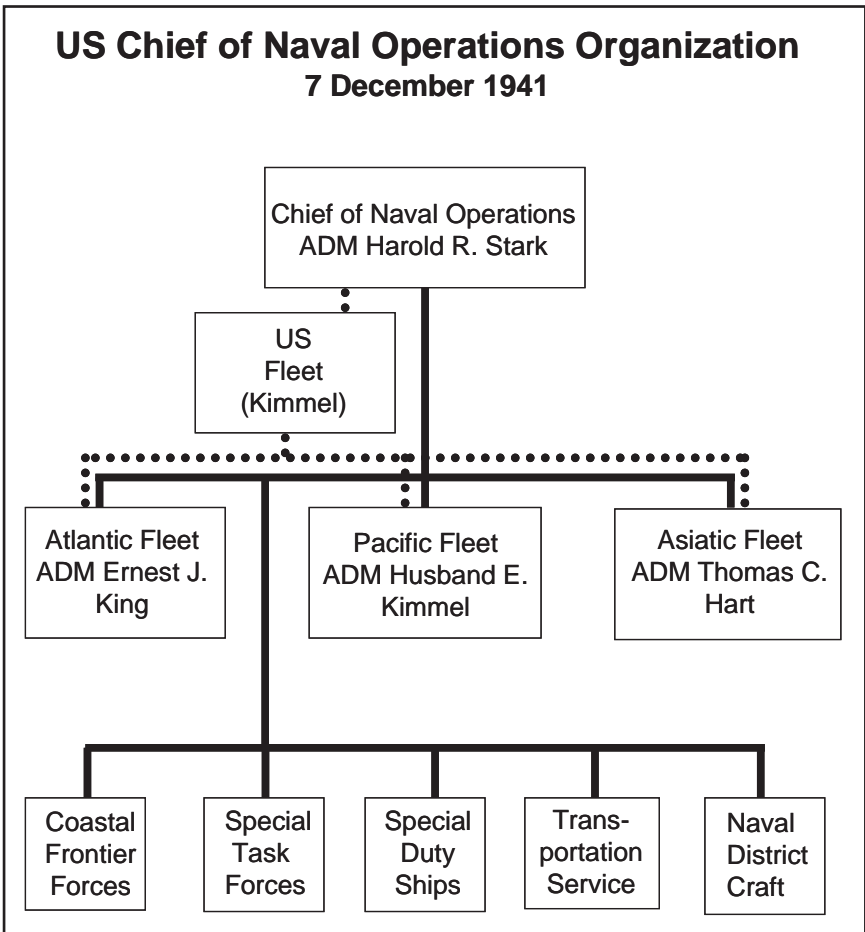 US Chief of Naval Operations Organization
7 December 1941
Chief of Naval Operations
ADM Harold R. Stark
US
Fleet
(Kimmel)
Atlantic Fleet
ADM Ernest J.
King
Pacific Fleet
ADM Husband E.
Kimmel
Asiatic Fleet
ADM Thomas C.
Hart
Coastal
Frontier
Forces
Special
Task
Forces
Special
Duty
Ships
Trans-
portation
Service
Naval
District
Craft